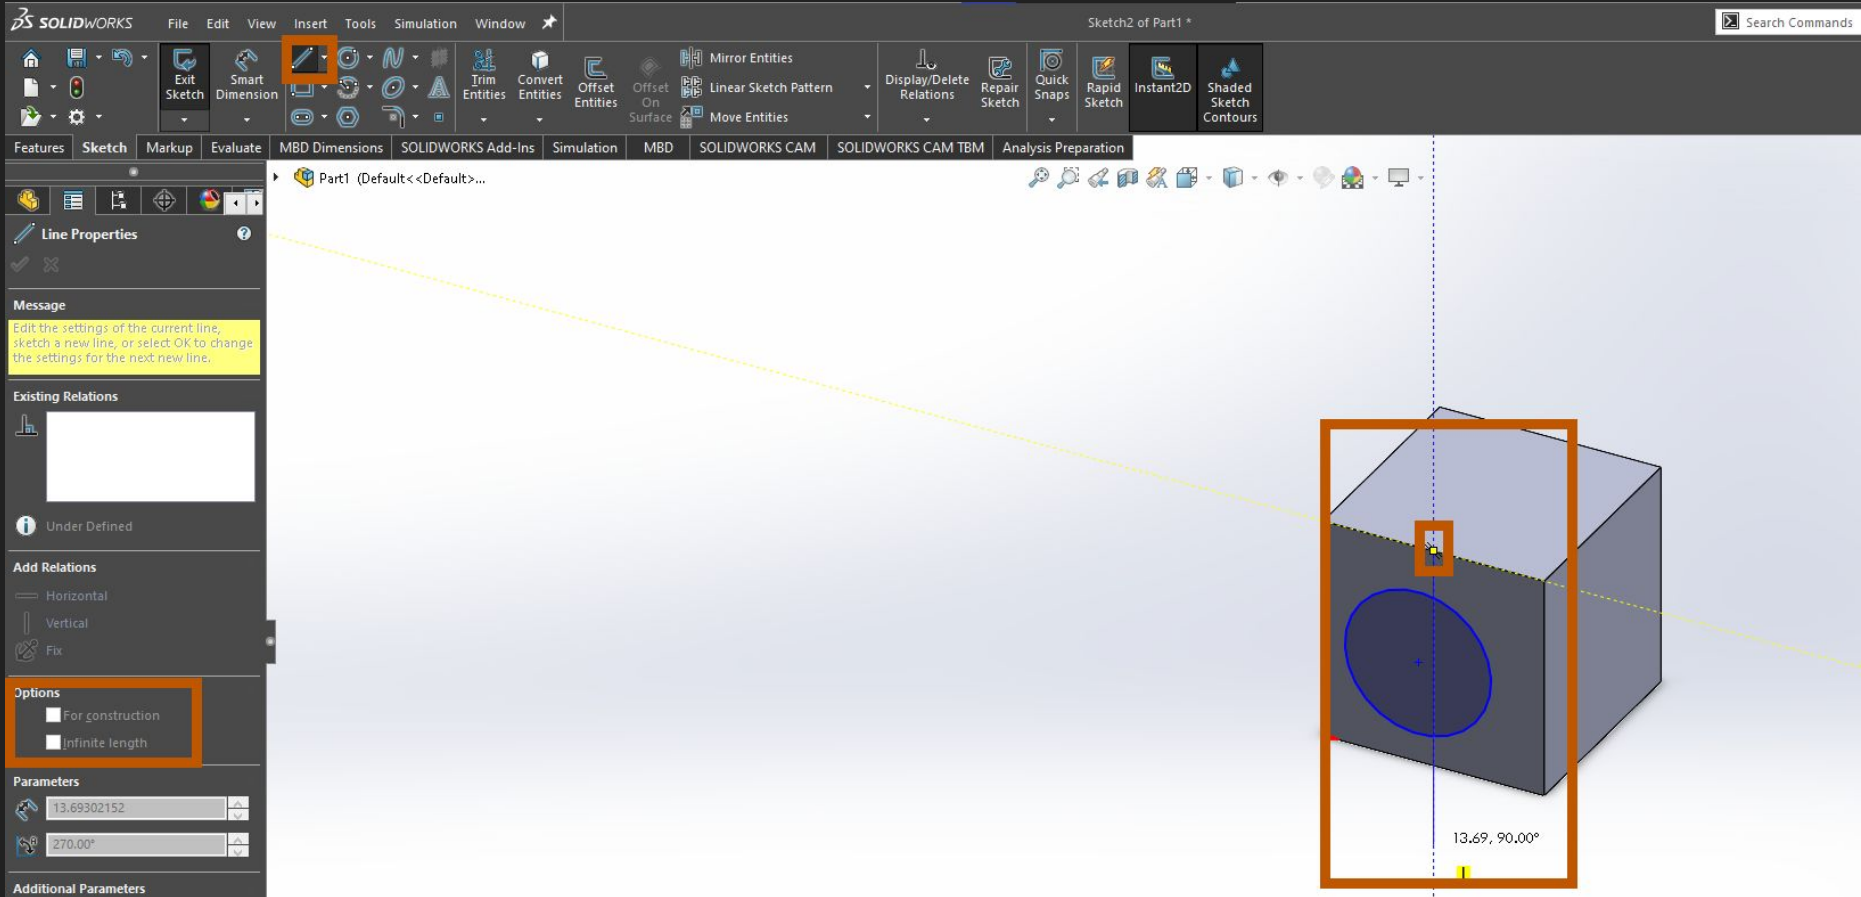 SOLIDWORKS File Edit View Insert Tools Simulation Window Sketch2 of Part1 * Search Commands
Exit Sketch
Smart Dimension
Trim Entities
Convert Entities
Offset Entities
Offset On Surface
Mirror Entities
Linear Sketch Pattern
Move Entities
Display/Delete Relations
Repair Sketch
Quick Snaps
Rapid Sketch
Instant2D
Shaded Sketch Contours
Features Sketch Markup Evaluate MBD Dimensions SOLIDWORKS Add-Ins Simulation MBD SOLIDWORKS CAM SOLIDWORKS CAM TBM Analysis Preparation
Part1 (Default<<Default>...
Line Properties
Message
Edit the settings of the current line,
sketch a new line, or select OK to change
the settings for the next new line.
Existing Relations
Under Defined
Add Relations
Horizontal
Vertical
Fix
Options
For construction
Infinite length
Parameters
13.69302152
270.00°
13.69, 90.00°
Additional Parameters